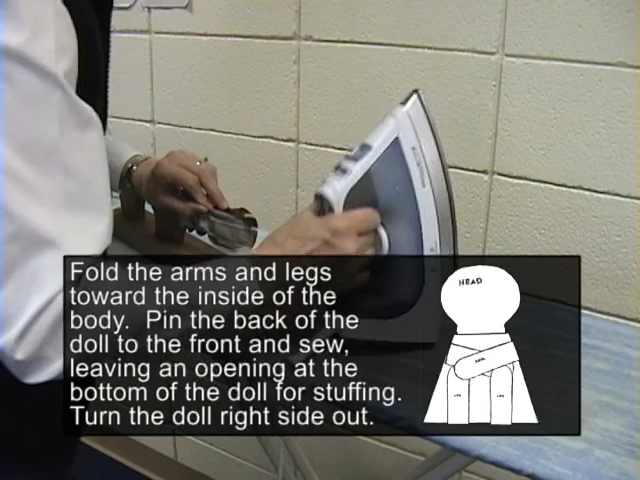 Fold the arms and legs
toward the inside of the
body. Pin the back of the
doll to the front and sew,
leaving an opening at the
bottom of the doll for stuffing.
Turn the doll right side out.
HEAD